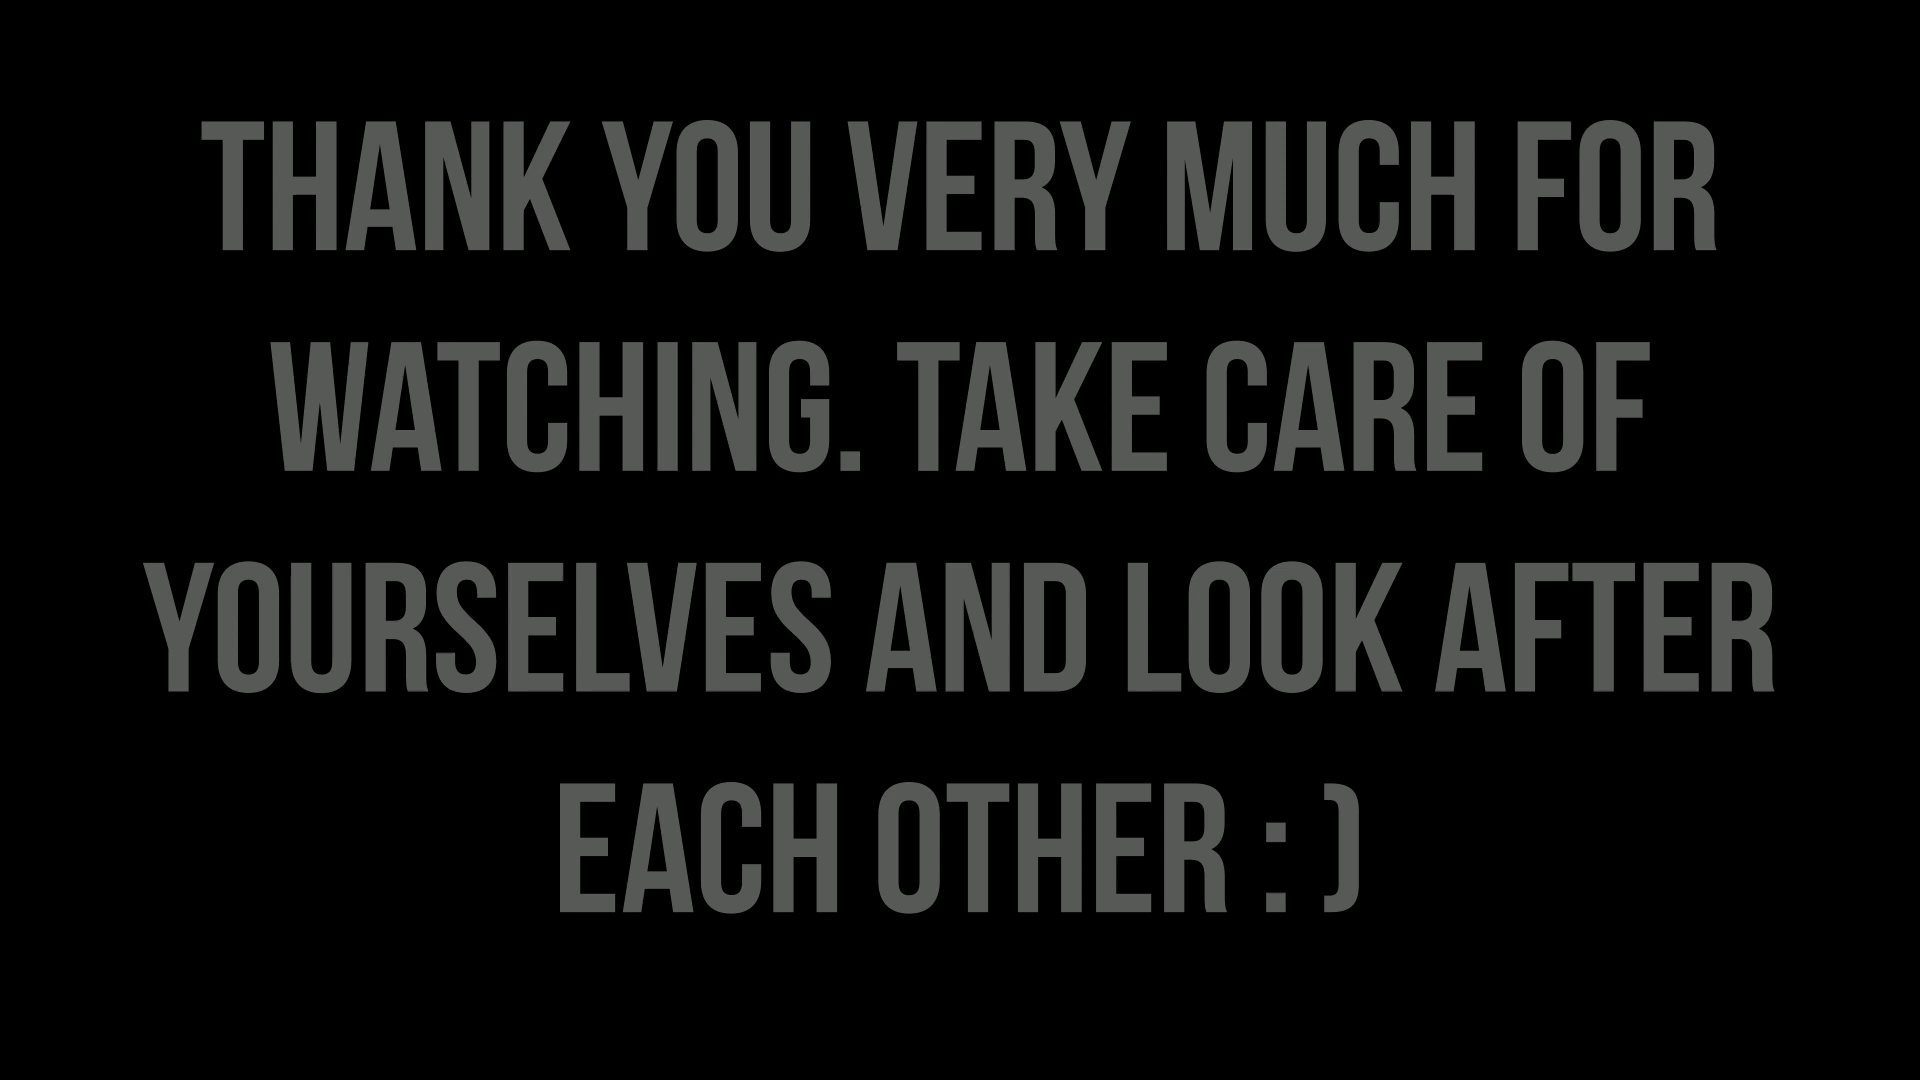 THANK YOU VERY MUCH FOR
WATCHING. TAKE CARE OF
YOURSELVES AND LOOK AFTER
EACH OTHER : )